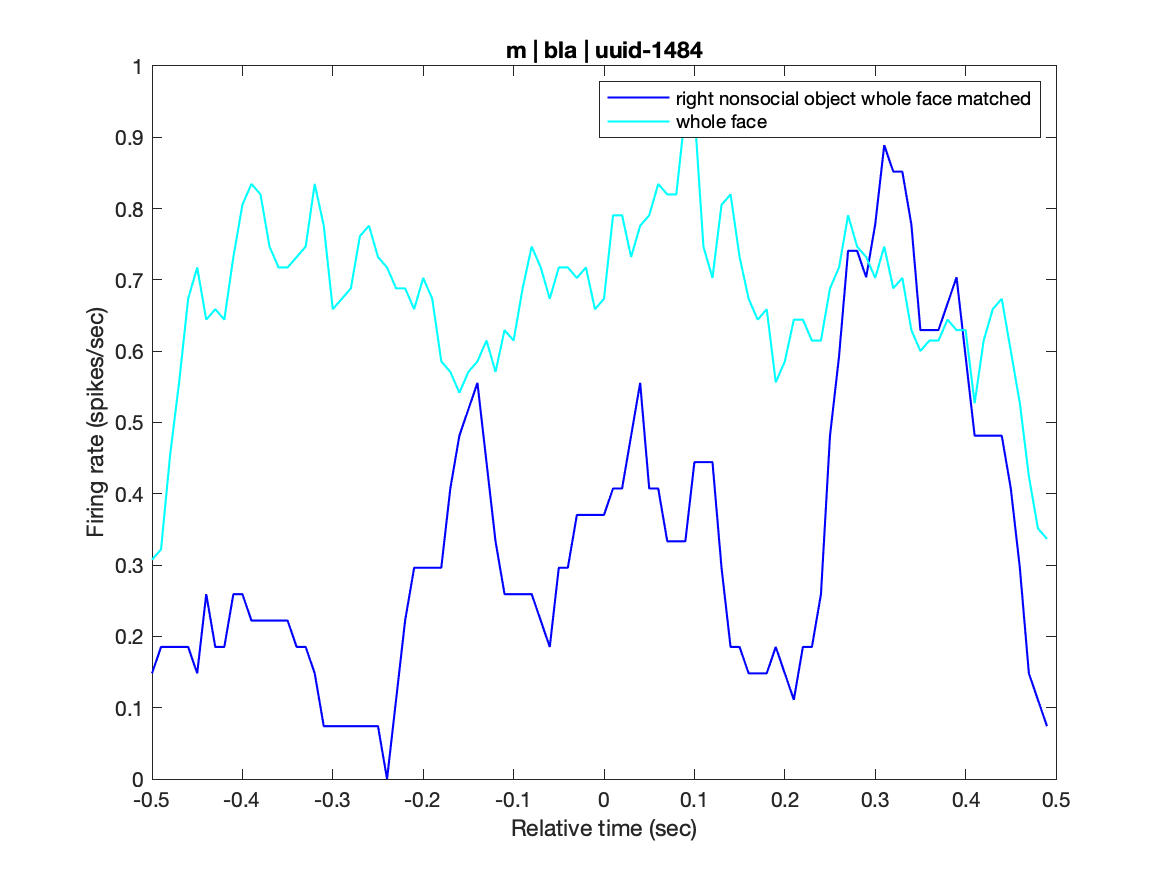 m | bla | uuid-1484
right nonsocial object whole face matched
whole face
Firing rate (spikes/sec)
1
0.9
0.8
0.7
0.6
0.5
0.4
0.3
0.2
0.1
0
-0.5 -0.4 -0.3 -0.2 -0.1 0 0.1 0.2 0.3 0.4 0.5
Relative time (sec)